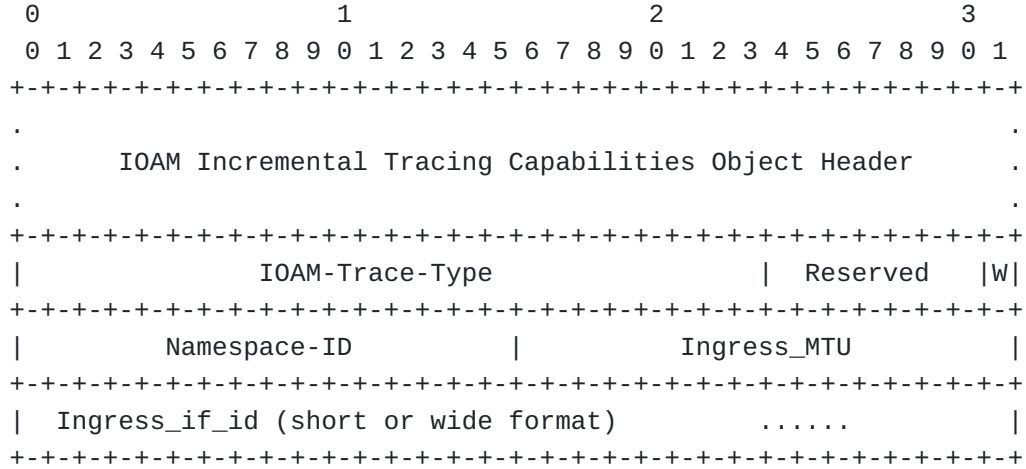 0                   1                   2                   3
 0 1 2 3 4 5 6 7 8 9 0 1 2 3 4 5 6 7 8 9 0 1 2 3 4 5 6 7 8 9 0 1
+-+-+-+-+-+-+-+-+-+-+-+-+-+-+-+-+-+-+-+-+-+-+-+-+-+-+-+-+-+-+-+-+
.                                                               .
.      IOAM Incremental Tracing Capabilities Object Header      .
.                                                               .
+-+-+-+-+-+-+-+-+-+-+-+-+-+-+-+-+-+-+-+-+-+-+-+-+-+-+-+-+-+-+-+-+
|               IOAM-Trace-Type                 |  Reserved   |W|
+-+-+-+-+-+-+-+-+-+-+-+-+-+-+-+-+-+-+-+-+-+-+-+-+-+-+-+-+-+-+-+-+
|         Namespace-ID          |          Ingress_MTU          |
+-+-+-+-+-+-+-+-+-+-+-+-+-+-+-+-+-+-+-+-+-+-+-+-+-+-+-+-+-+-+-+-+
|  Ingress_if_id (short or wide format)         ......          |
+-+-+-+-+-+-+-+-+-+-+-+-+-+-+-+-+-+-+-+-+-+-+-+-+-+-+-+-+-+-+-+-+